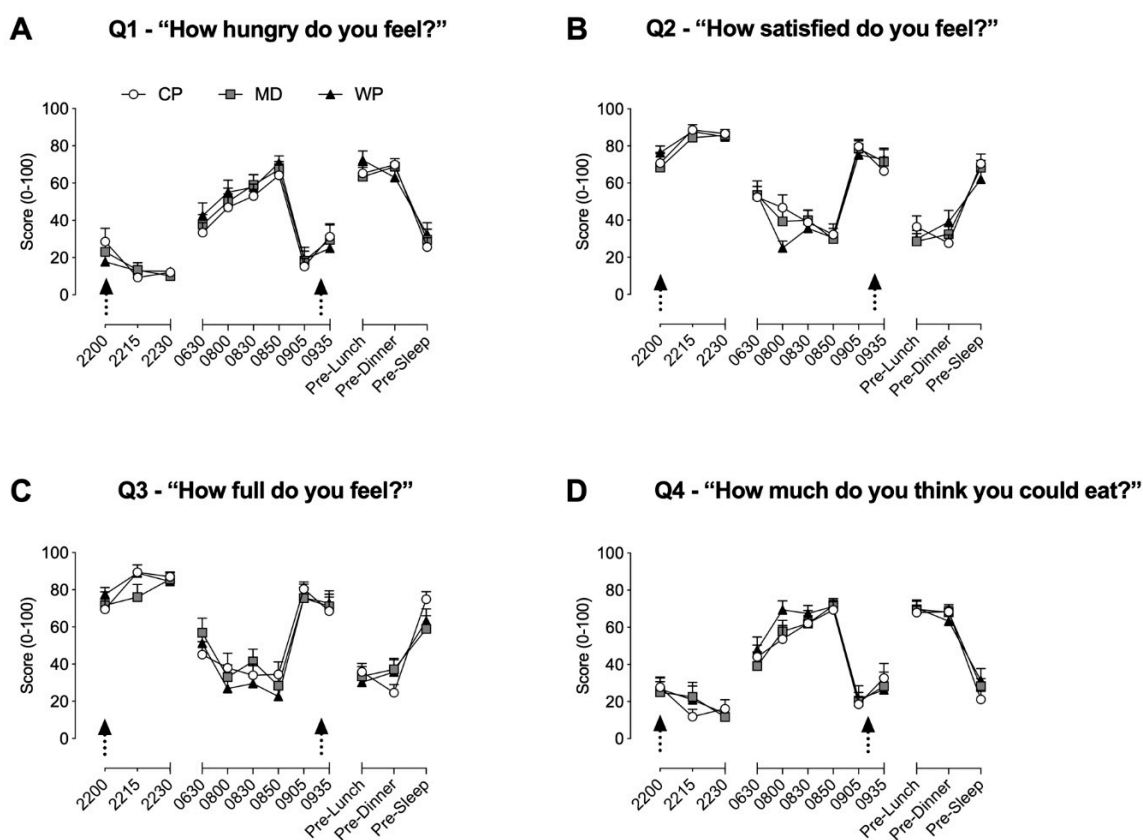 A
Q1 - “How hungry do you feel?”
CP MD WP
Score (0-100)
100
80
60
40
20
0
2200 2215 2230 0630 0800 0830 0850 0905 0935 Pre-Lunch Pre-Dinner Pre-Sleep
B
Q2 - “How satisfied do you feel?”
Score (0-100)
100
80
60
40
20
0
2200 2215 2230 0630 0800 0830 0850 0905 0935 Pre-Lunch Pre-Dinner Pre-Sleep
C
Q3 - “How full do you feel?”
Score (0-100)
100
80
60
40
20
0
2200 2215 2230 0630 0800 0830 0850 0905 0935 Pre-Lunch Pre-Dinner Pre-Sleep
D
Q4 - “How much do you think you could eat?”
Score (0-100)
100
80
60
40
20
0
2200 2215 2230 0630 0800 0830 0850 0905 0935 Pre-Lunch Pre-Dinner Pre-Sleep